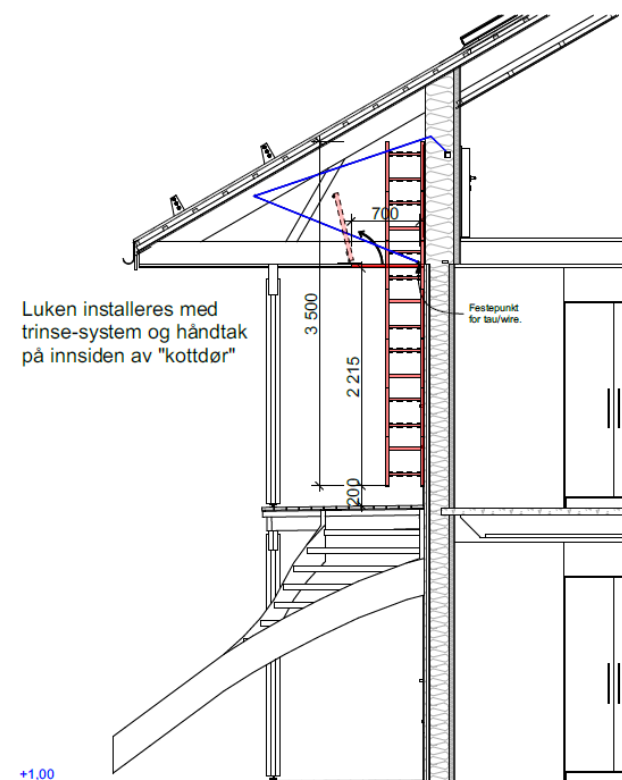 700
Luken installeres med
trinse-system og håndtak
på innsiden av "kottdør"
Festepunkt
for tau/wire.
3 500
2 215
200
+1.00